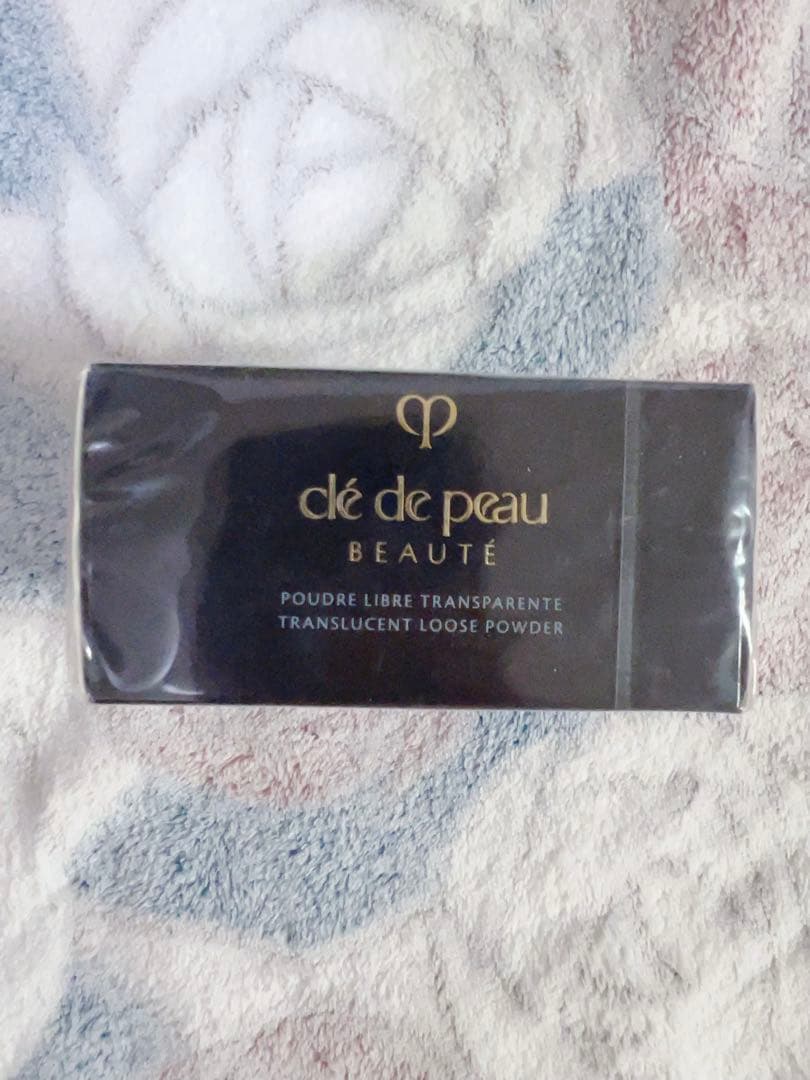 clé de peau
BEAUTÉ
POUDRE LIBRE TRANSPARENTE
TRANSLUCENT LOOSE POWDER